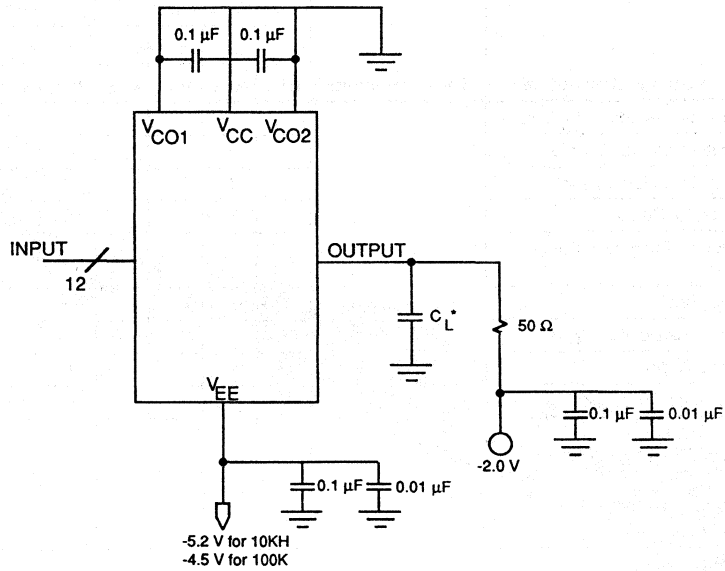 0.1 µF 0.1 µF
VCO1 VCC VCO2
INPUT
12
OUTPUT
CL*
50 Ω
VEE
0.1 µF 0.01 µF
-2.0 V
0.1 µF 0.01 µF
-5.2 V for 10KH
-4.5 V for 100K